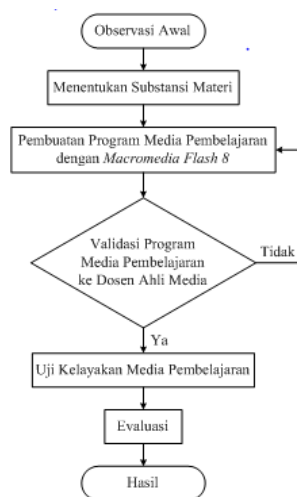 Observasi Awal
Menentukan Substansi Materi
Pembuatan Program Media Pembelajaran
dengan Macromedia Flash 8
Validasi Program
Media Pembelajaran
ke Dosen Ahli Media
Tidak
Ya
Uji Kelayakan Media Pembelajaran
Evaluasi
Hasil